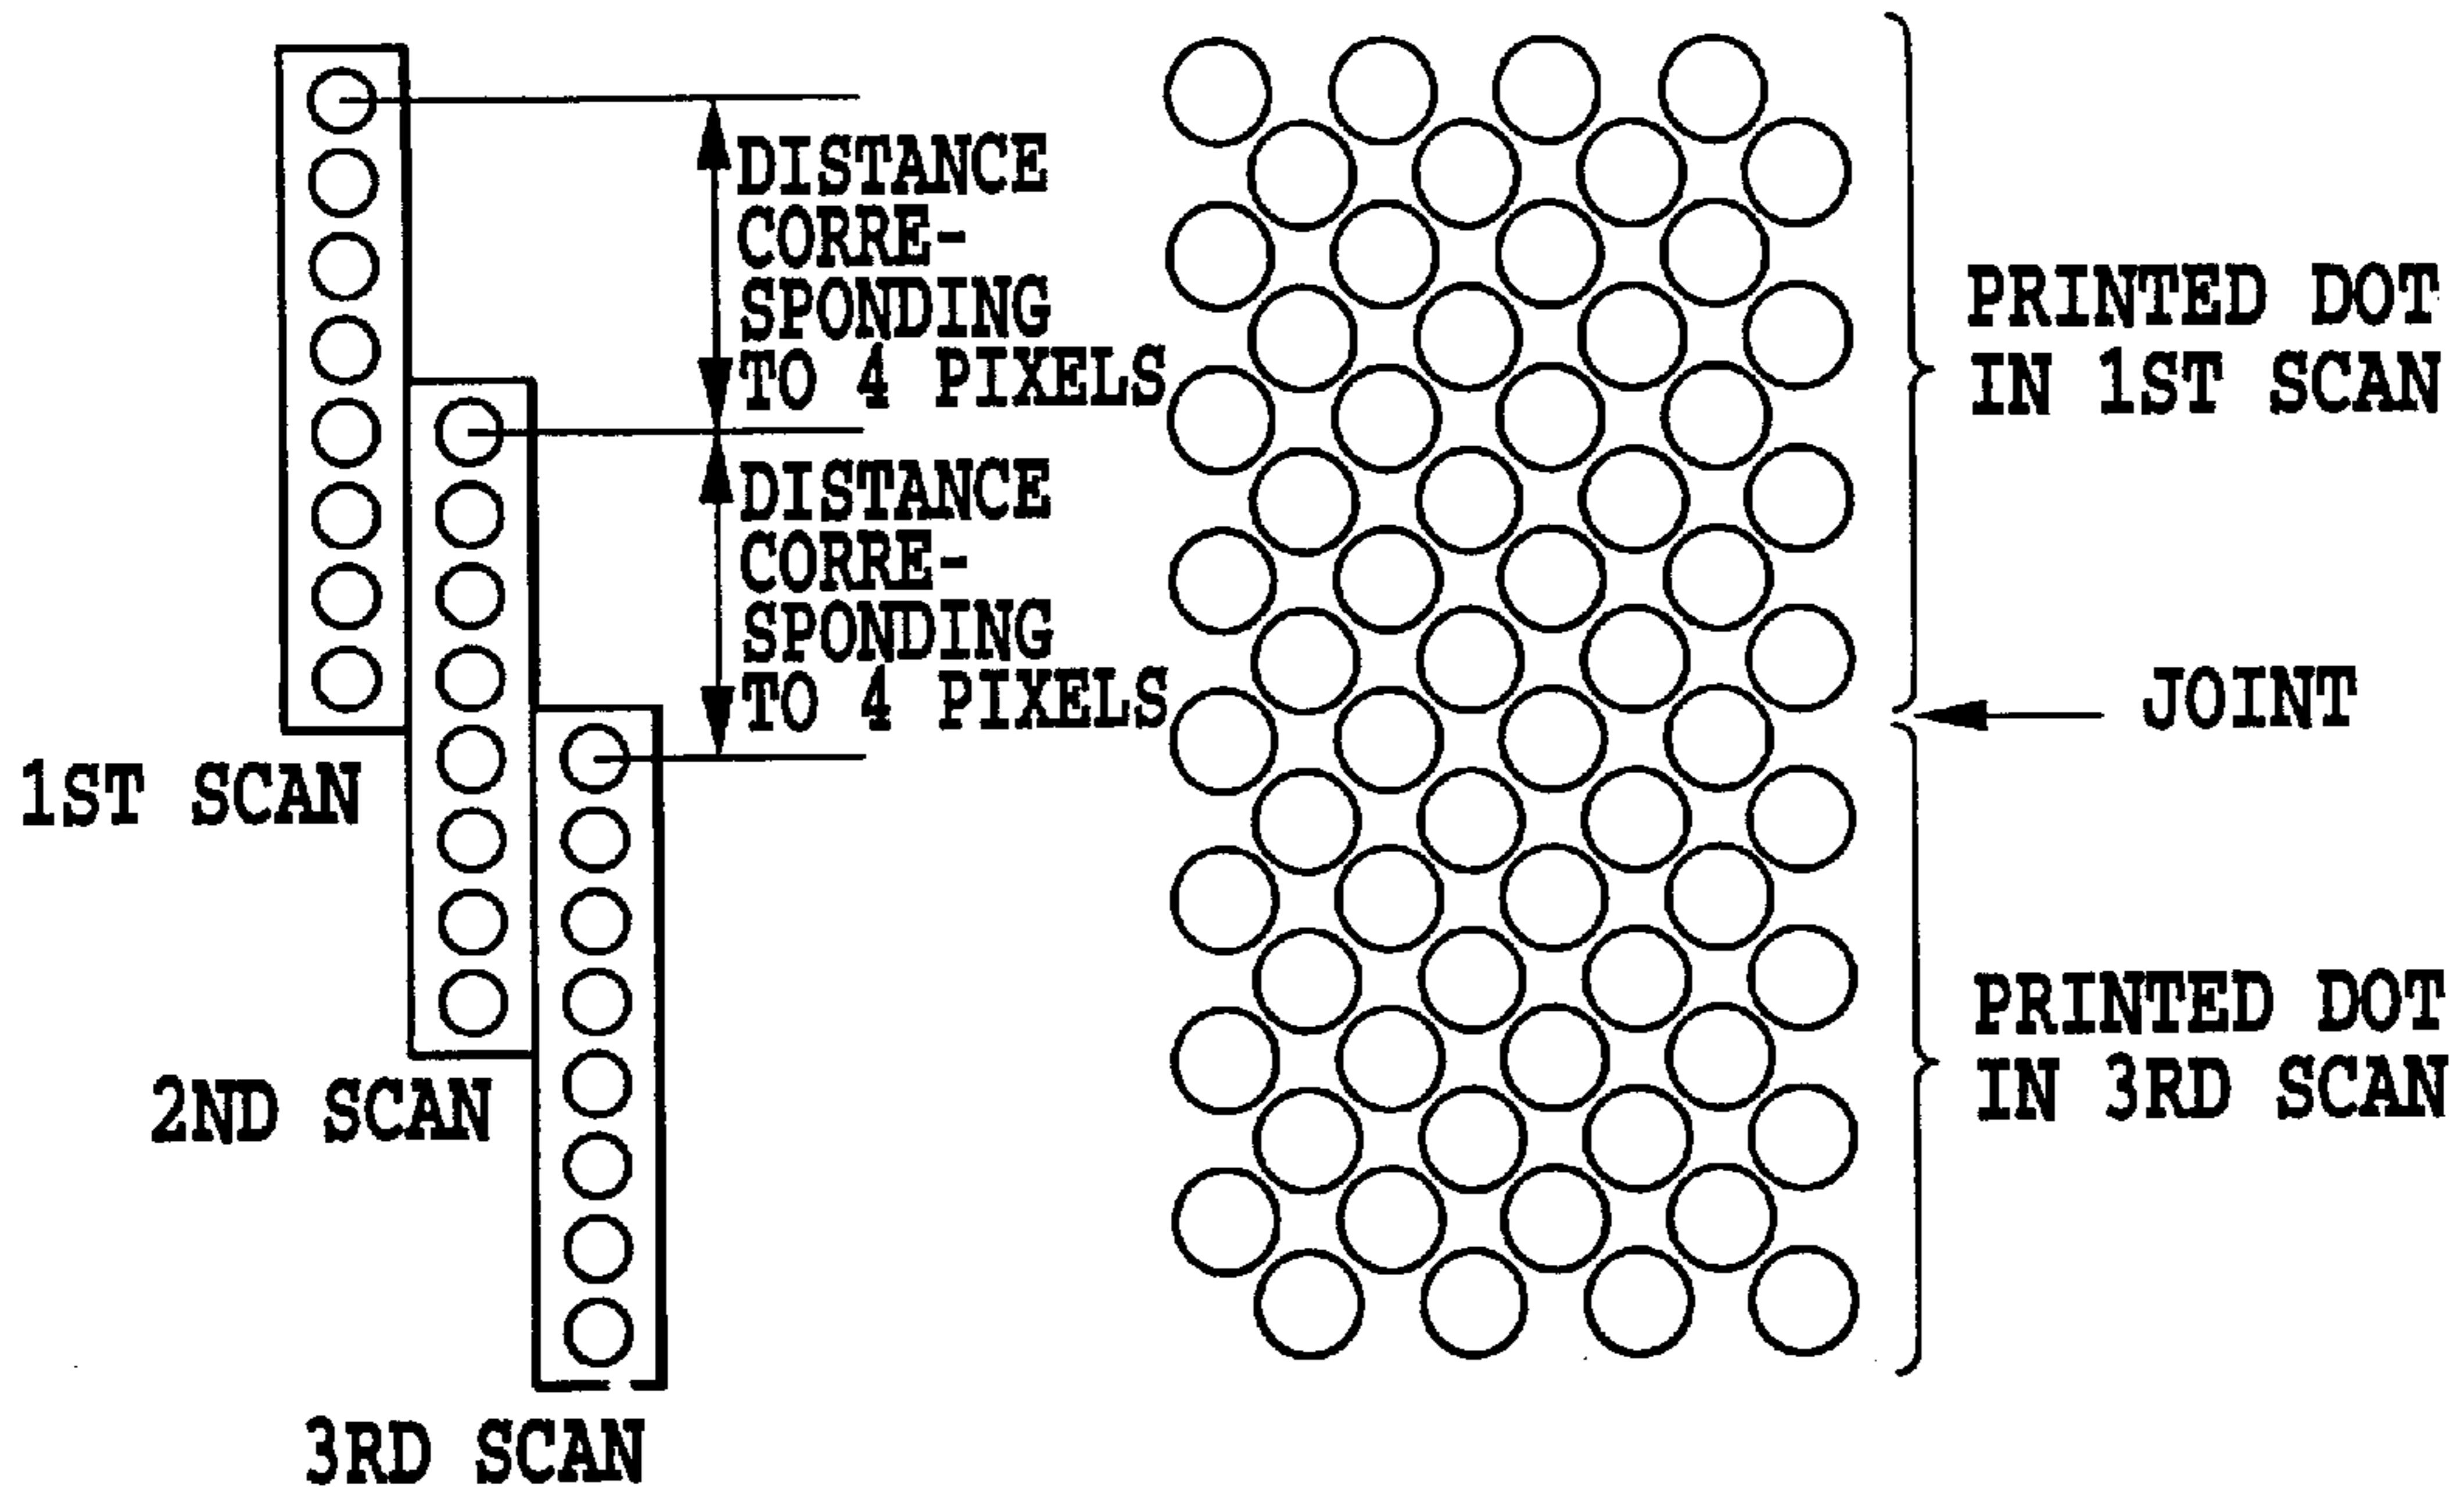 DISTANCE
CORRE-
SPONDING
TO 4 PIXELS
DISTANCE
CORRE-
SPONDING
TO 4 PIXELS
1ST SCAN
2ND SCAN
3RD SCAN
PRINTED DOT
IN 1ST SCAN
JOINT
PRINTED DOT
IN 3RD SCAN